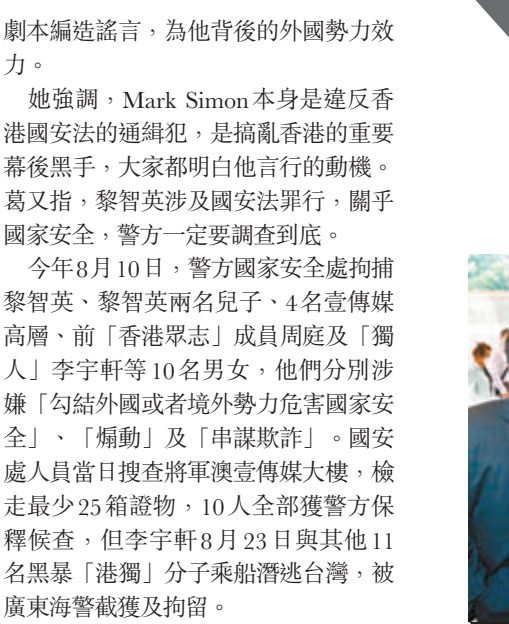 劇本編造謠言，為他背後的外國勢力效
力。
她強調，Mark Simon本身是違反香
港國安法的通緝犯，是搞亂香港的重要
幕後黑手，大家都明白他言行的動機。
葛又指，黎智英涉及國安法罪行，關乎
國家安全，警方一定要調查到底。
今年8月10日，警方國家安全處拘捕
黎智英、黎智英兩名兒子、4名壹傳媒
高層、前「香港眾志」成員周庭及「獨
人」李宇軒等10名男女，他們分別涉
嫌「勾結外國或者境外勢力危害國家安
全」、「煽動」及「串謀欺詐」。國安
處人員當日搜查將軍澳壹傳媒大樓，檢
走最少25箱證物，10人全部獲警方保
釋候查，但李宇軒8月23日與其他11
名黑暴「港獨」分子乘船潛逃台灣，被
廣東海警截獲及拘留。